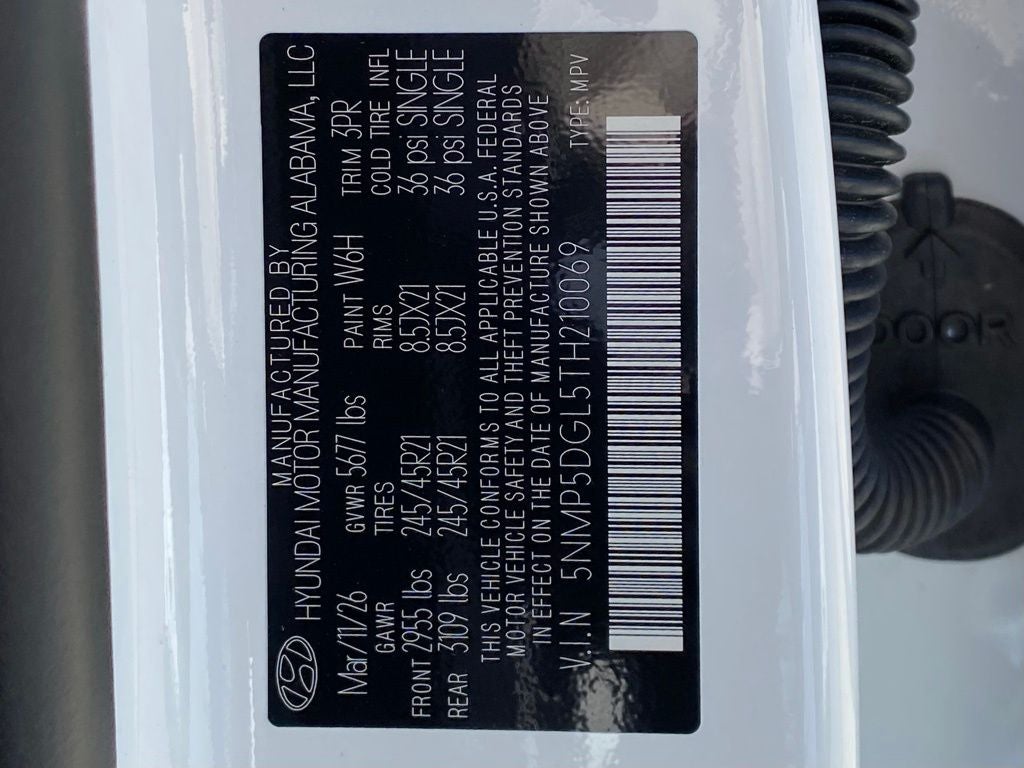 MANUFACTURED BY
HYUNDAI MOTOR MANUFACTURING ALABAMA, LLC
Mar/11/26 GVWR 5677 lbs PAINT W6H TRIM 3PR
GAWR TIRES RIMS COLD TIRE INFL
FRONT 2955 lbs 245/45R21 8.5JX21 36 psi SINGLE
REAR 3109 lbs 245/45R21 8.5JX21 36 psi SINGLE
THIS VEHICLE CONFORMS TO ALL APPLICABLE U.S.A. FEDERAL
MOTOR VEHICLE SAFETY AND THEFT PREVENTION STANDARDS
IN EFFECT ON THE DATE OF MANUFACTURE SHOWN ABOVE
V.I.N 5NMP5DGL5TH210069 TYPE: MPV
DOOR